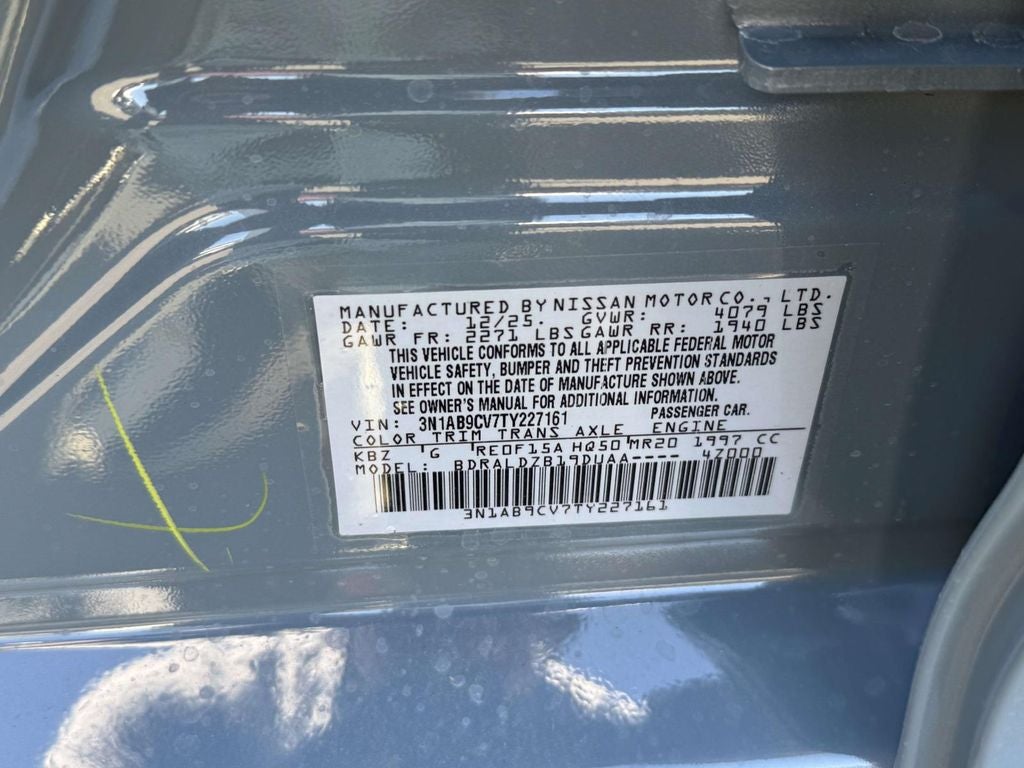 MANUFACTURED BY NISSAN MOTOR CO., LTD.
DATE: 12/25. GVWR: 4079 LBS
GAWR FR: 2271 LBS GAWR RR: 1940 LBS
THIS VEHICLE CONFORMS TO ALL APPLICABLE FEDERAL MOTOR
VEHICLE SAFETY, BUMPER AND THEFT PREVENTION STANDARDS
IN EFFECT ON THE DATE OF MANUFACTURE SHOWN ABOVE.
SEE OWNER'S MANUAL FOR ADDITIONAL INFORMATION.
VIN: 3N1AB9CV7TY227161 PASSENGER CAR.
COLOR TRIM TRANS AXLE ENGINE
KBZ G RE0F15A HQ50 MR20 1997 CC
MODEL: BDRALDZB19DUAA---- 4Z000
3N1AB9CV7TY227161